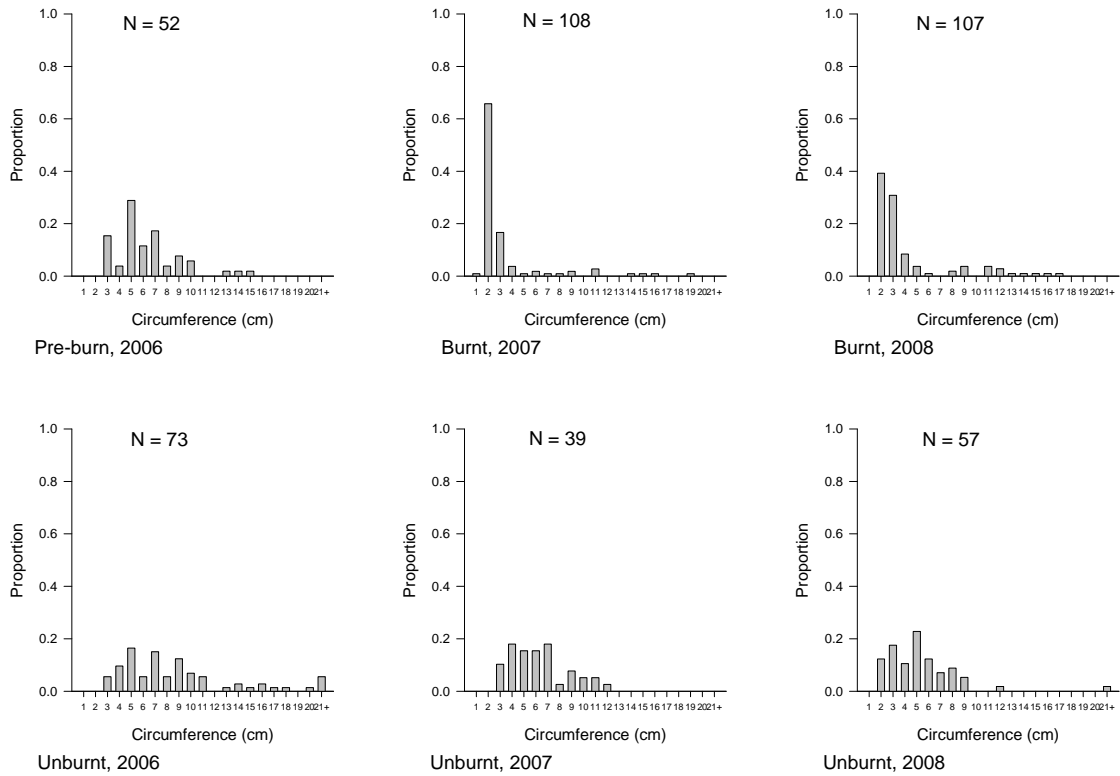 N = 52
1.0
0.8
0.6
0.4
0.2
0.0
Proportion
1 2 3 4 5 6 7 8 9 10 11 12 13 14 15 16 17 18 19 20 21+
Circumference (cm)
Pre-burn, 2006
N = 108
1.0
0.8
0.6
0.4
0.2
0.0
Proportion
1 2 3 4 5 6 7 8 9 10 11 12 13 14 15 16 17 18 19 20 21+
Circumference (cm)
Burnt, 2007
N = 107
1.0
0.8
0.6
0.4
0.2
0.0
Proportion
1 2 3 4 5 6 7 8 9 10 11 12 13 14 15 16 17 18 19 20 21+
Circumference (cm)
Burnt, 2008
N = 73
1.0
0.8
0.6
0.4
0.2
0.0
Proportion
1 2 3 4 5 6 7 8 9 10 11 12 13 14 15 16 17 18 19 20 21+
Circumference (cm)
Unburnt, 2006
N = 39
1.0
0.8
0.6
0.4
0.2
0.0
Proportion
1 2 3 4 5 6 7 8 9 10 11 12 13 14 15 16 17 18 19 20 21+
Circumference (cm)
Unburnt, 2007
N = 57
1.0
0.8
0.6
0.4
0.2
0.0
Proportion
1 2 3 4 5 6 7 8 9 10 11 12 13 14 15 16 17 18 19 20 21+
Circumference (cm)
Unburnt, 2008